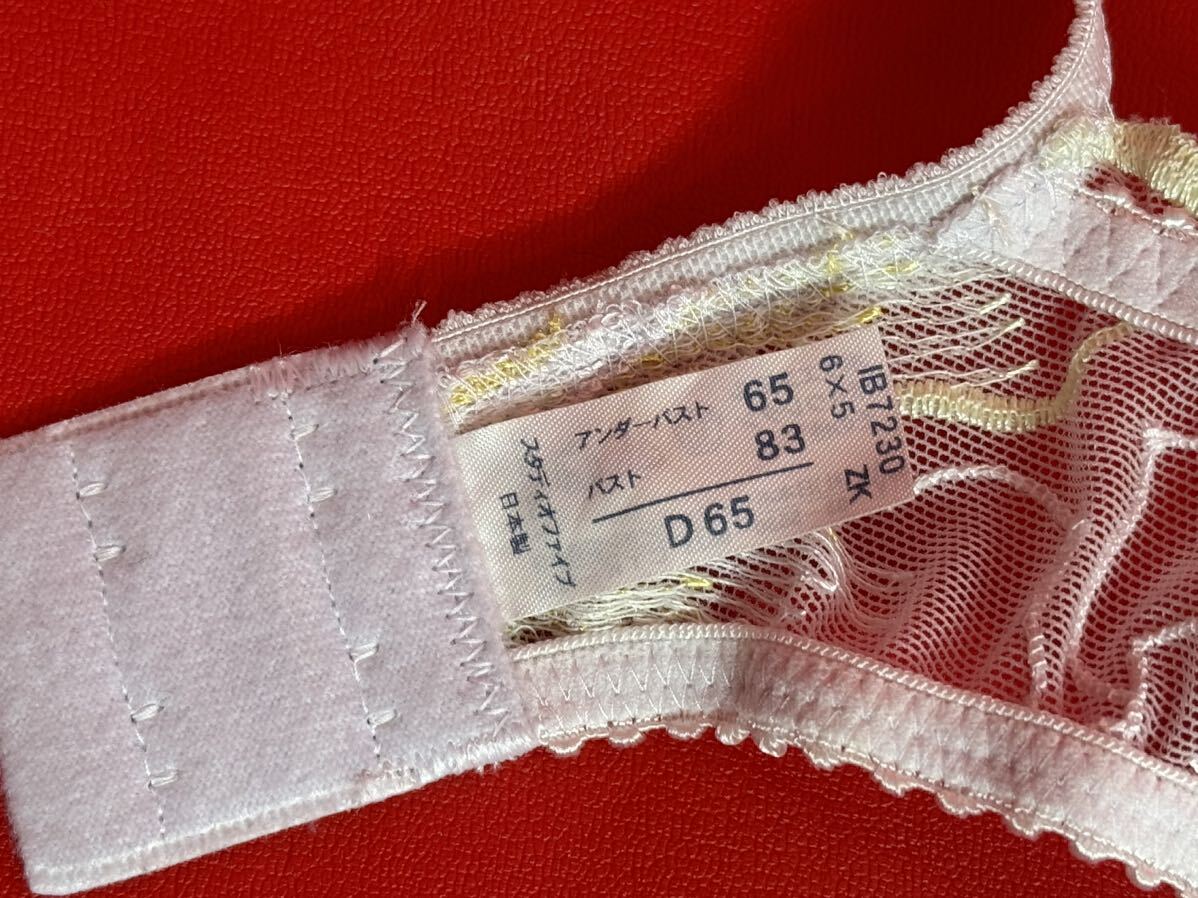 アンダーバスト 65
バスト 83
D65
6×5
IB7230
ZK
スタディオファイブ
日本製